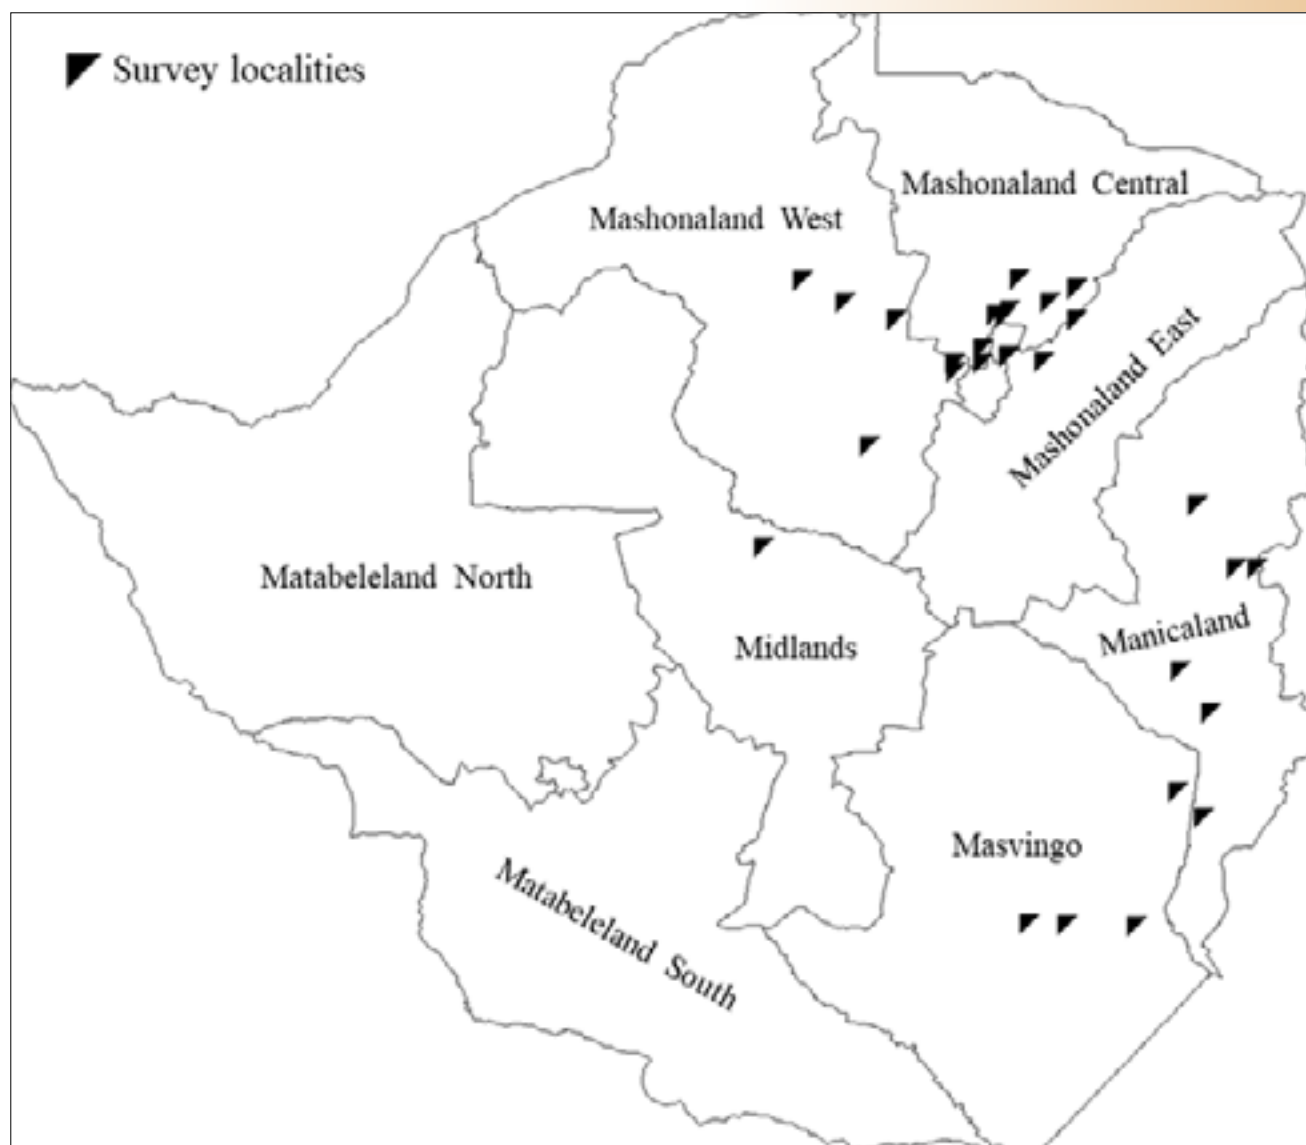 Survey localities
Mashonaland Central
Mashonaland West
Mashonaland East
Matabeleland North
Manicaland
Midlands
Masvingo
Matabeleland South